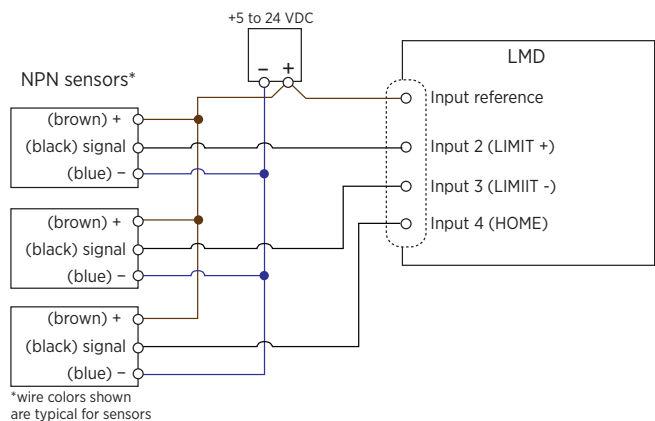 +5 to 24 VDC
− +
NPN sensors*
(brown) +
(black) signal
(blue) −
(brown) +
(black) signal
(blue) −
(brown) +
(black) signal
(blue) −
*wire colors shown
are typical for sensors
LMD
Input reference
Input 2 (LIMIT +)
Input 3 (LIMIIT -)
Input 4 (HOME)